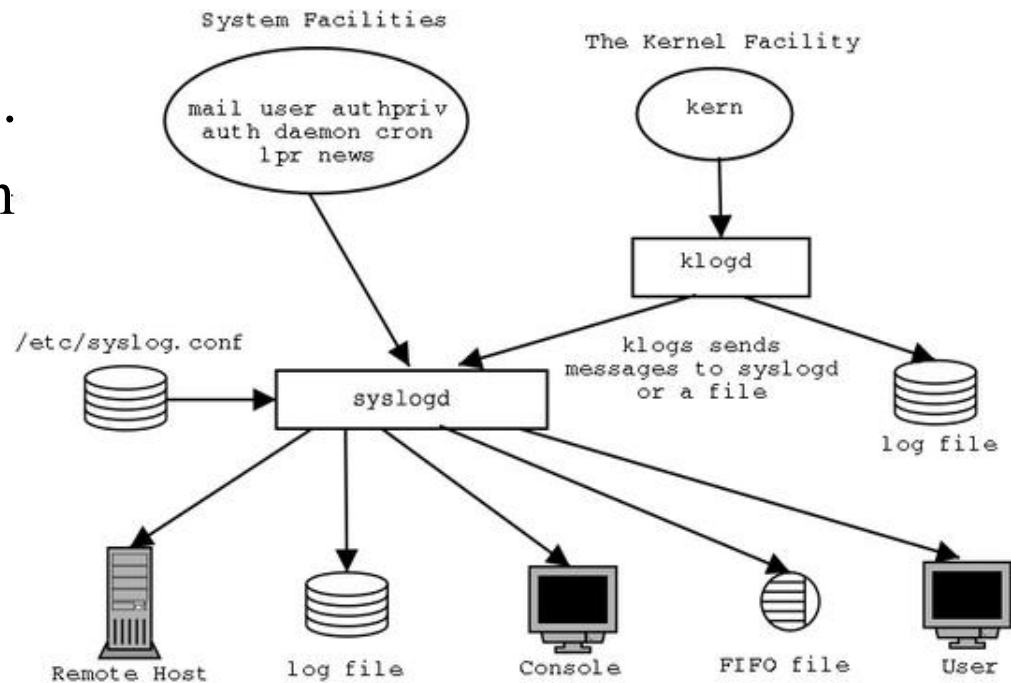 System Facilities
The Kernel Facility
mail user authpriv
auth daemon cron
lpr news
kern
.
n
klogd
/etc/syslog.conf
klogs sends
messages to syslogd
or a file
syslogd
log file
Remote Host
log file
Console
FIFO file
User